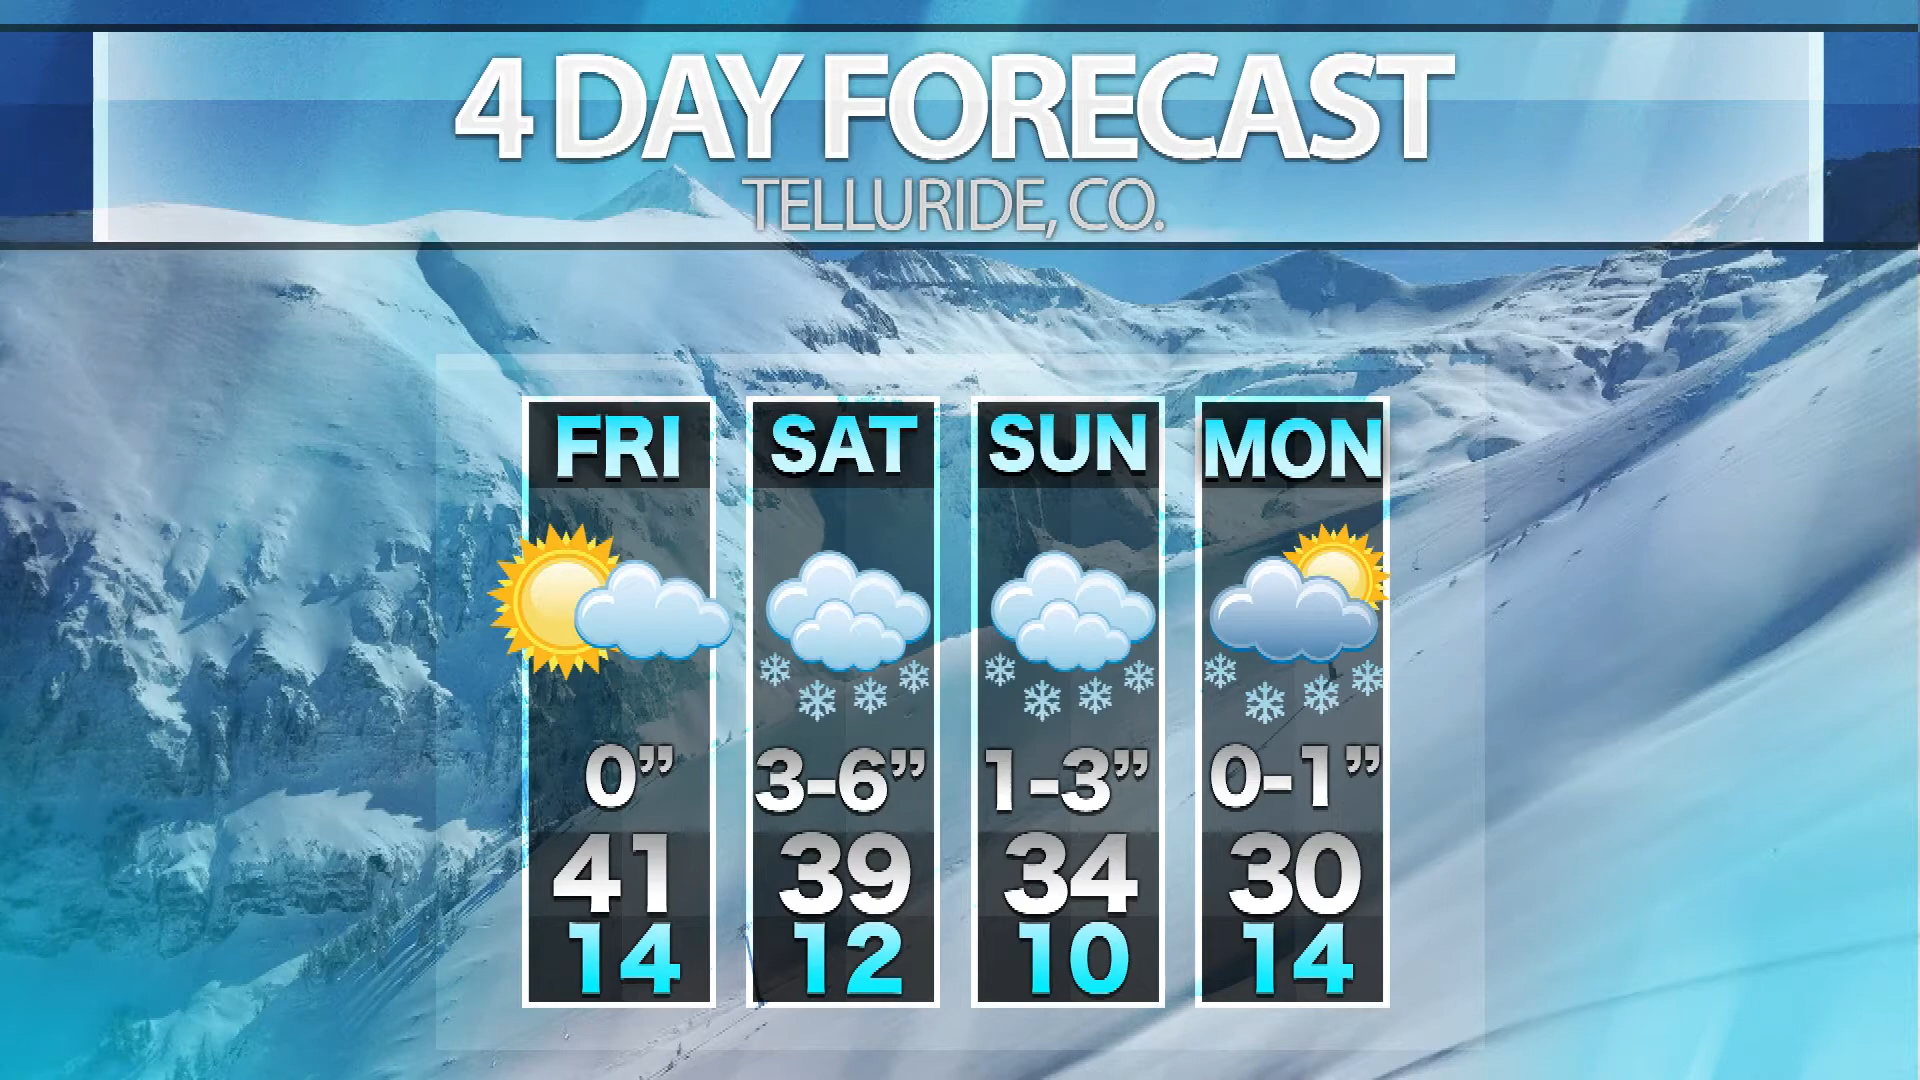 4 DAY FORECAST
TELLURIDE, CO.
FRI SAT SUN MON
0” 3-6” 1-3” 0-1”
41 39 34 30
14 12 10 14